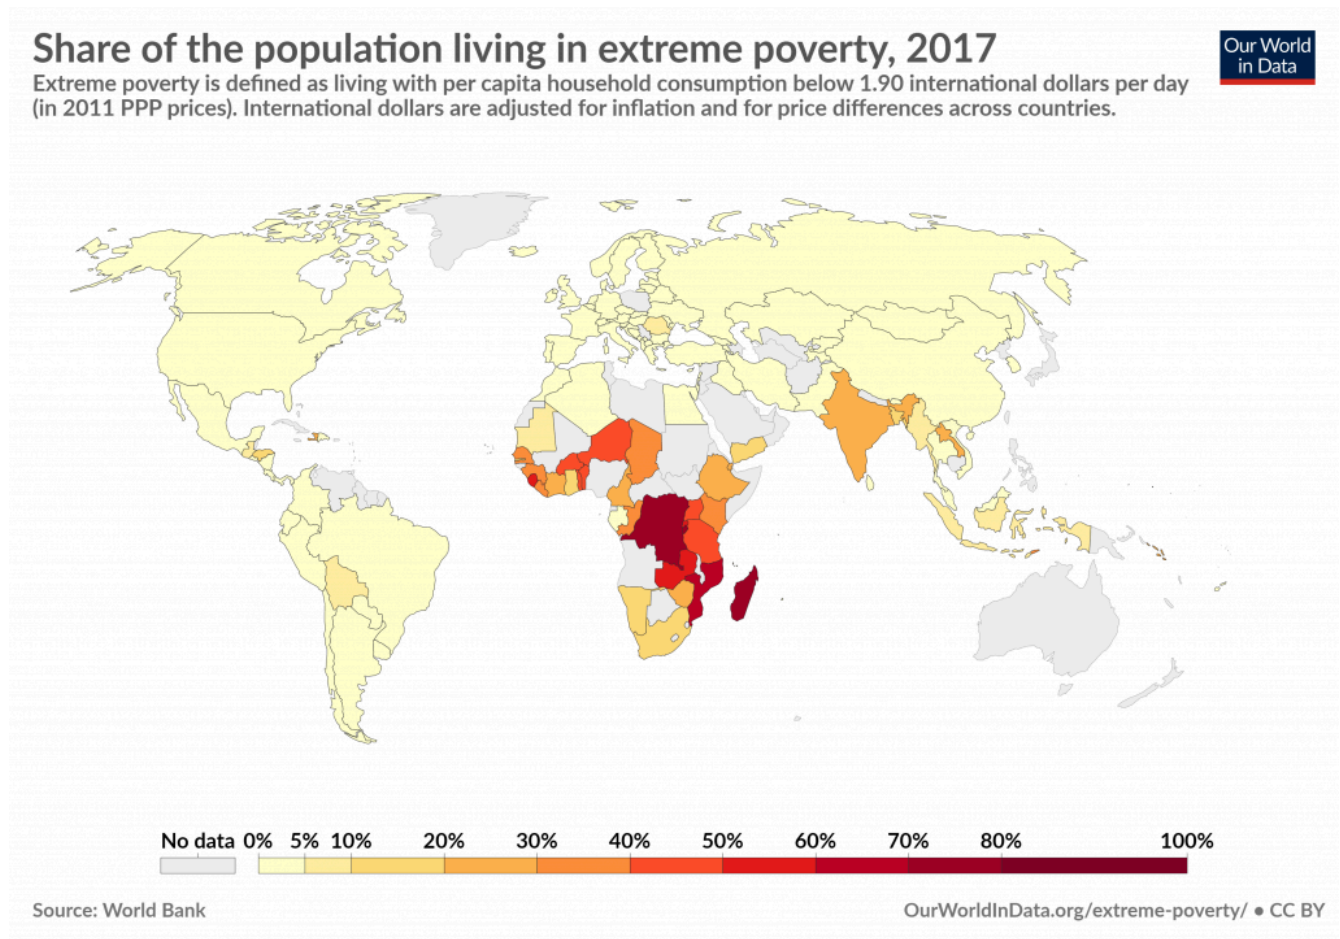 Share of the population living in extreme poverty, 2017
Our World
in Data
Extreme poverty is defined as living with per capita household consumption below 1.90 international dollars per day
(in 2011 PPP prices). International dollars are adjusted for inflation and for price differences across countries.
No data 0% 5% 10% 20% 30% 40% 50% 60% 70% 80% 100%
Source: World Bank
OurWorldInData.org/extreme-poverty/ • CC BY